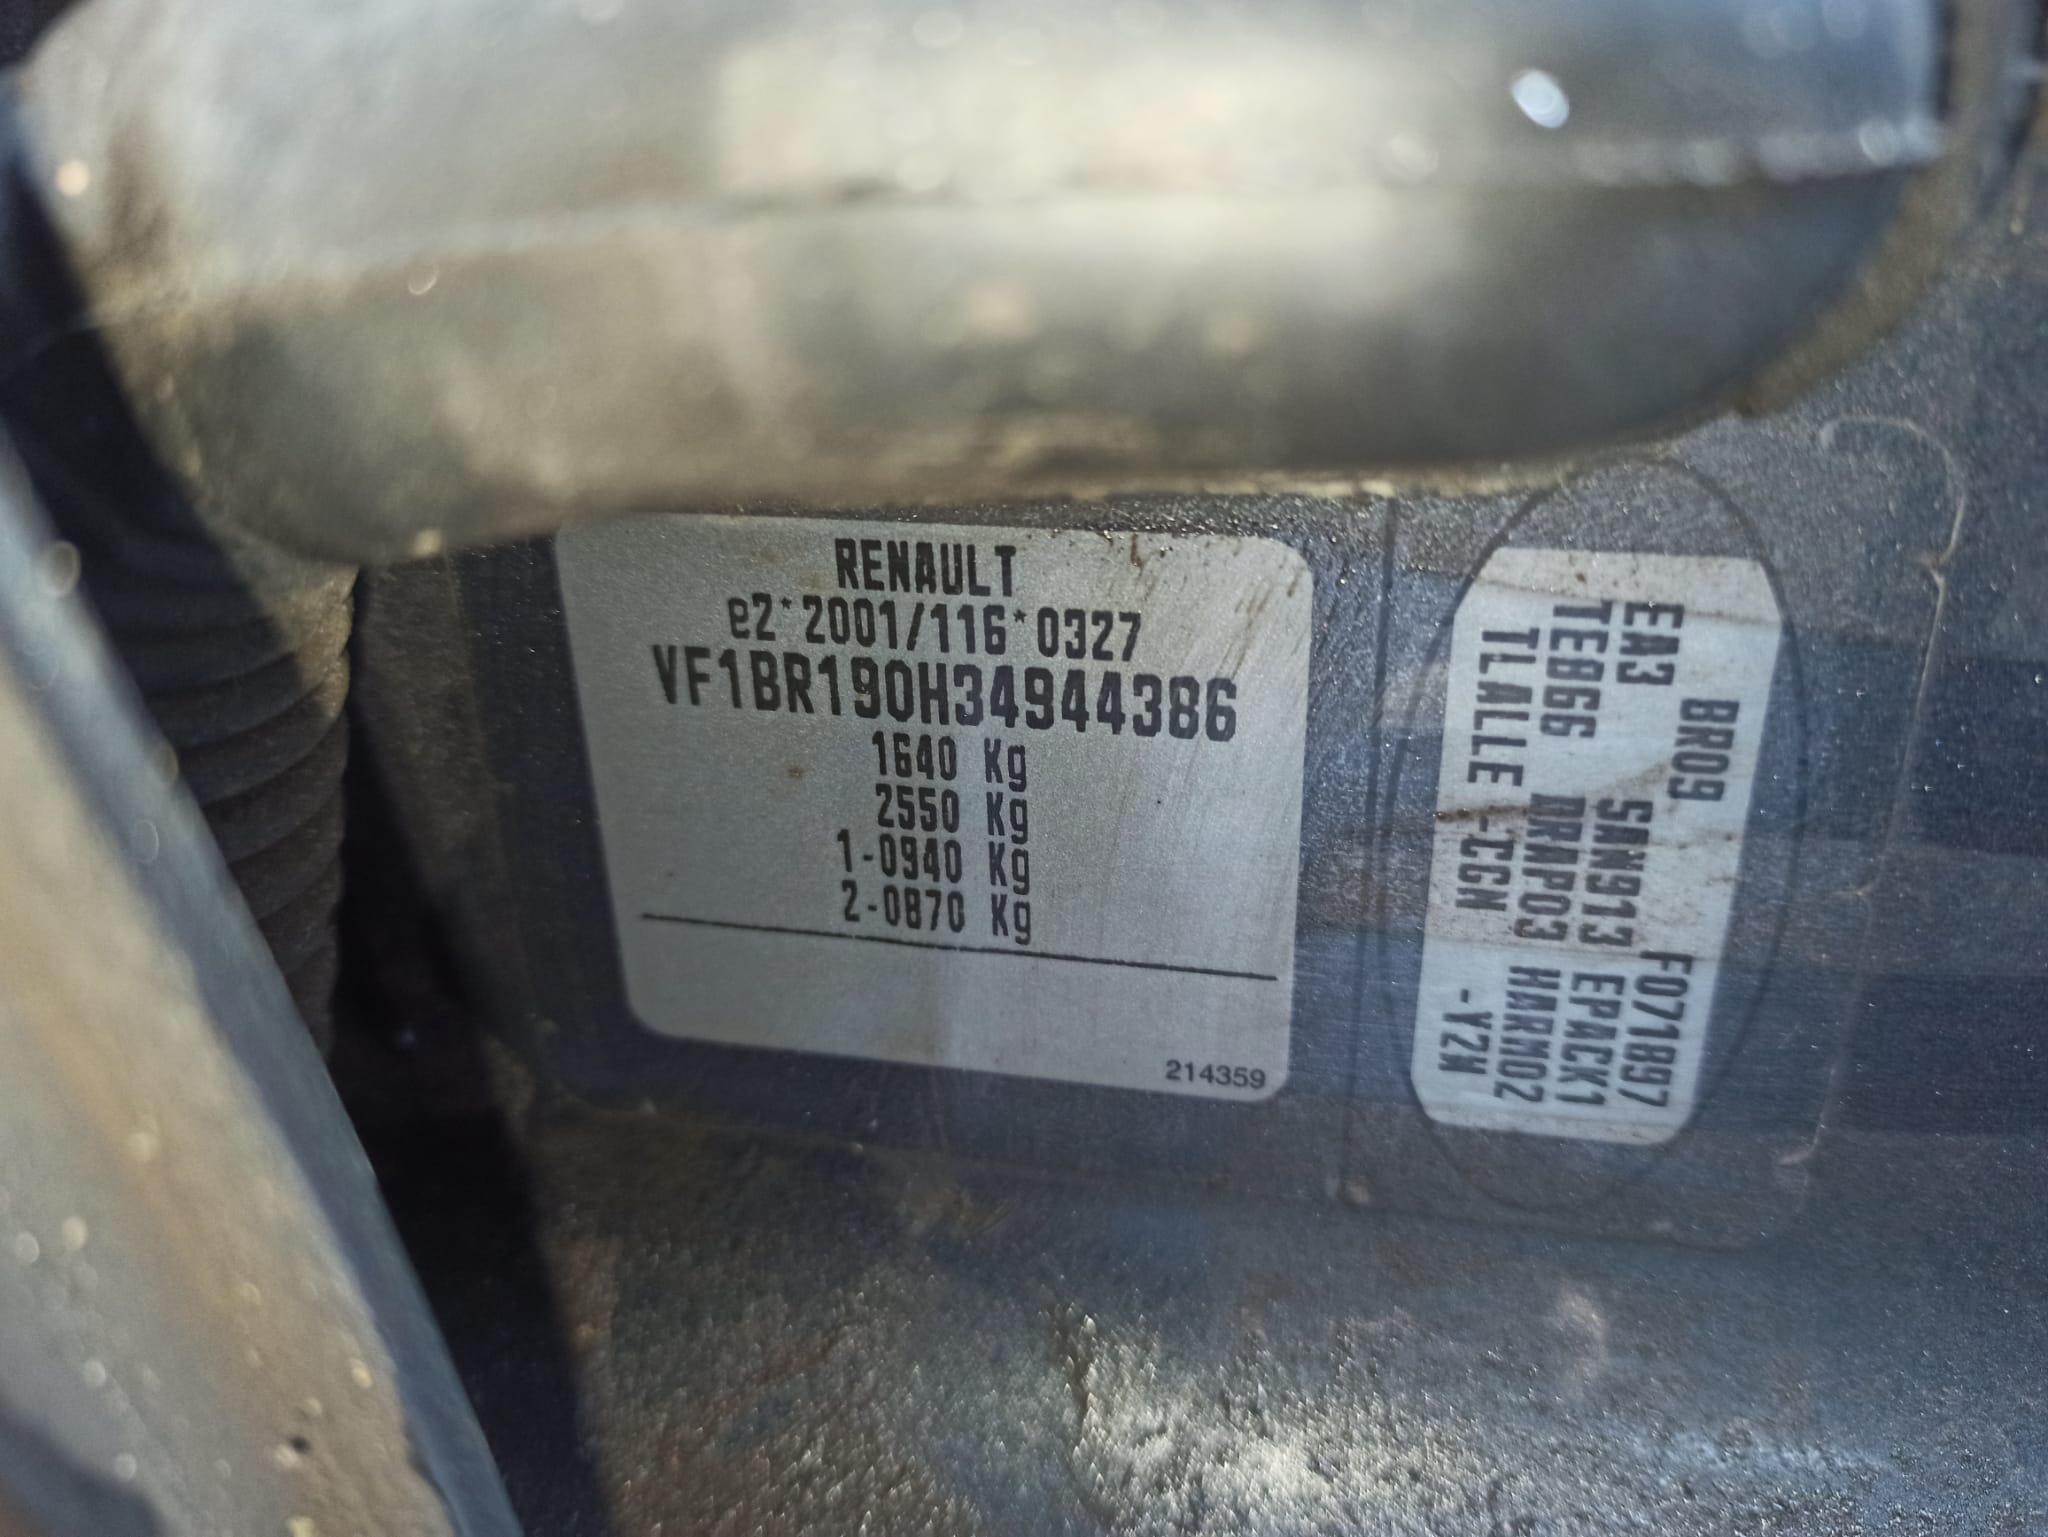 RENAULT
e2*2001/116*0327
VF1BR190H34944386
1640 Kg
2550 Kg
1-0940 Kg
2-0870 Kg
214359
BR09 F071897
EA3 SAN913 EPACK1
TEB66 DRAP03 HARM02
TLALLE -CGN -YZW